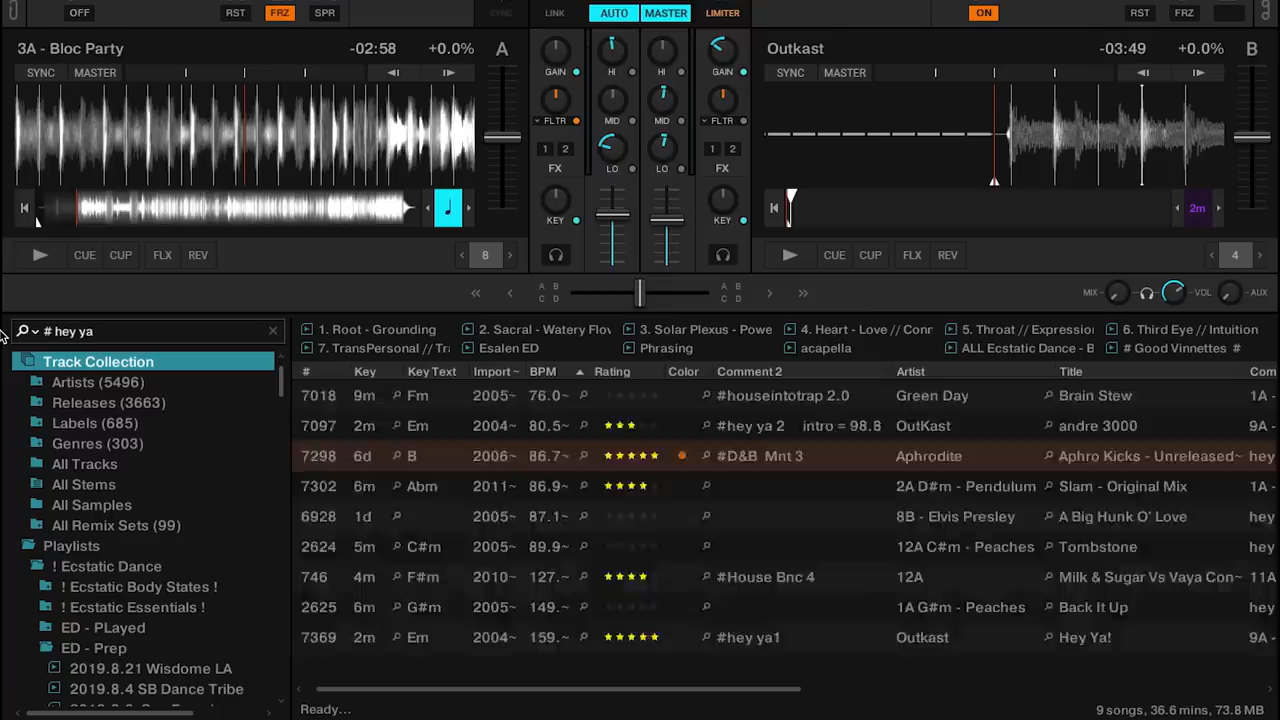 OFF RST FRZ SPR SYNC LINK AUTO MASTER LIMITER ON RST FRZ
3A - Bloc Party -02:58 +0.0% A Outkast -03:49 +0.0% B
SYNC MASTER GAIN HI HI GAIN SYNC MASTER
FLTR MID MID FLTR
1 2 1 2
FX LO LO FX
KEY KEY 2m
CUE CUP FLX REV 8 CUE CUP FLX REV 4
A B A B
C D C D
MIX VOL AUX
# hey ya
1. Root - Grounding 2. Sacral - Watery Flov 3. Solar Plexus - Powe 4. Heart - Love // Conr 5. Throat // Expression 6. Third Eye // Intuition
7. TransPersonal // Tra Esalen ED Phrasing acapella ALL Ecstatic Dance - B # Good Vinnettes #
Track Collection
Artists (5496)
Releases (3663)
Labels (685)
Genres (303)
All Tracks
All Stems
All Samples
All Remix Sets (99)
Playlists
! Ecstatic Dance
! Ecstatic Body States !
! Ecstatic Essentials !
ED - PLayed
ED - Prep
2019.8.21 Wisdome LA
2019.8.4 SB Dance Tribe
# Key Key Text Import~ BPM Rating Color Comment 2 Artist Title Com
7018 9m Fm 2005~ 76.0~ #houseintotrap 2.0 Green Day Brain Stew 1A -
7097 2m Em 2004~ 80.5~ #hey ya 2 intro = 98.8 OutKast andre 3000 9A -
7298 6d B 2006~ 86.7~ #D&B Mnt 3 Aphrodite Aphro Kicks - Unreleased~
7302 6m Abm 2011~ 86.9~ 2A D#m - Pendulum Slam - Original Mix
6928 1d 2005~ 87.1~ 8B - Elvis Presley A Big Hunk O' Love hey
2624 5m C#m 2005~ 89.9~ 12A C#m - Peaches Tombstone hey
746 4m F#m 2010~ 127.~ #House Bnc 4 12A Milk & Sugar Vs Vaya Con~ 11A
2625 6m G#m 2005~ 149.~ 1A G#m - Peaches Back It Up hey
7369 2m Em 2004~ 159.~ #hey ya1 Outkast Hey Ya! 9A -
Ready... 9 songs, 36.6 mins, 73.8 MB